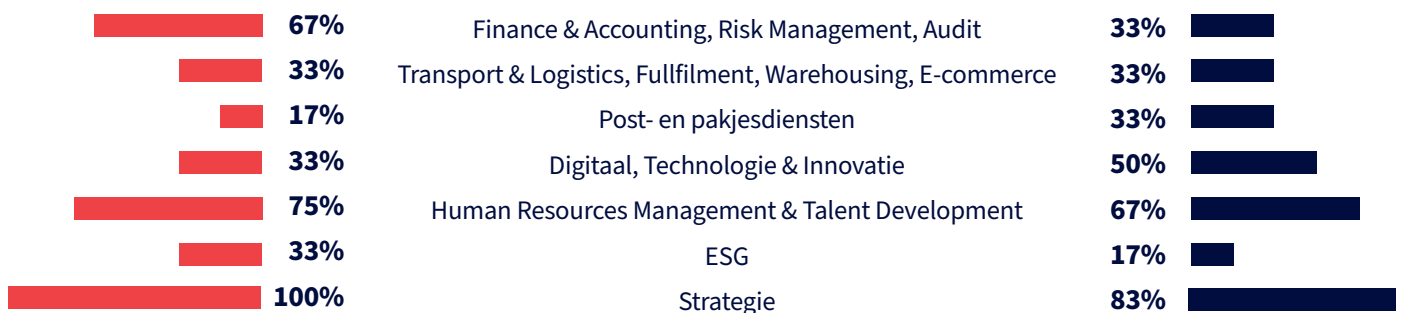 67% Finance & Accounting, Risk Management, Audit 33%
33% Transport & Logistics, Fullfilment, Warehousing, E-commerce 33%
17% Post- en pakjesdiensten 33%
33% Digitaal, Technologie & Innovatie 50%
75% Human Resources Management & Talent Development 67%
33% ESG 17%
100% Strategie 83%